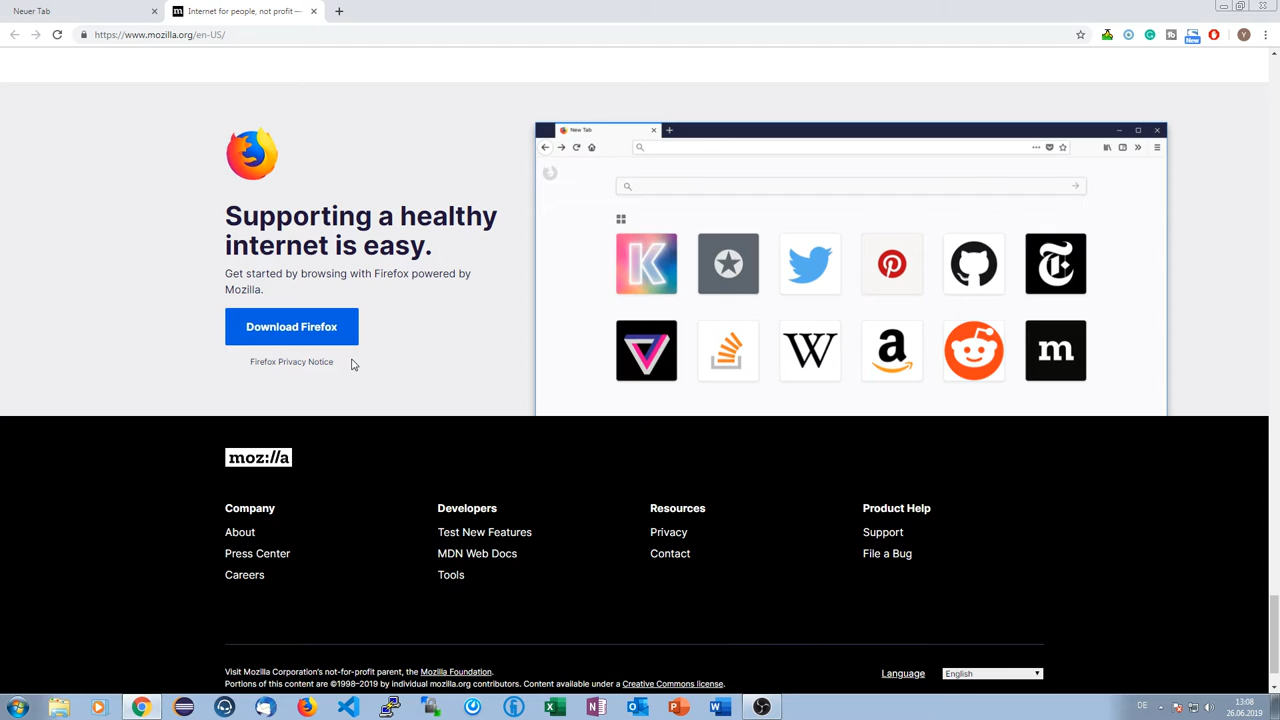 Neuer Tab
m Internet for people, not profit —
https://www.mozilla.org/en-US/
New
Y
New Tab
Supporting a healthy
internet is easy.
Get started by browsing with Firefox powered by
Mozilla.
Download Firefox
Firefox Privacy Notice
K
T
W
a
m
moz://a
Company
About
Press Center
Careers
Developers
Test New Features
MDN Web Docs
Tools
Resources
Privacy
Contact
Product Help
Support
File a Bug
Visit Mozilla Corporation's not-for-profit parent, the Mozilla Foundation.
Portions of this content are ©1998–2019 by individual mozilla.org contributors. Content available under a Creative Commons license.
Language
English
DE
13:08
26.06.2019